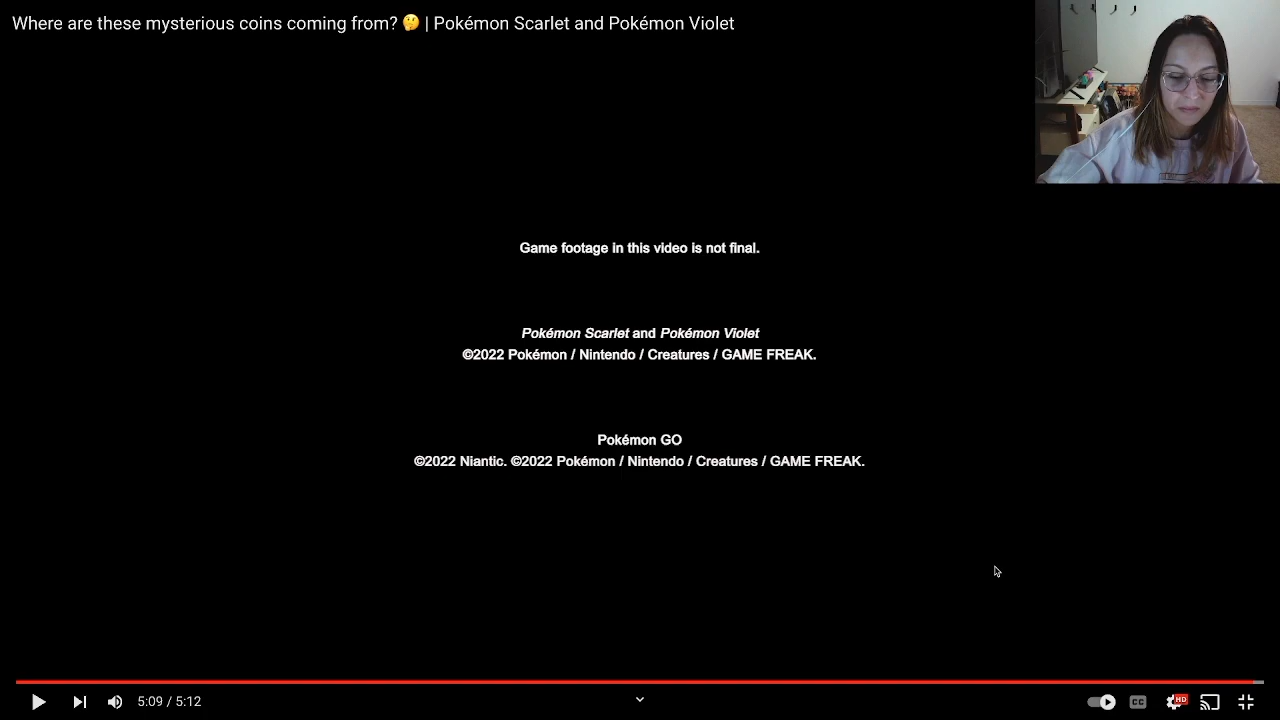 Where are these mysterious coins coming from? 🤔 | Pokémon Scarlet and Pokémon Violet
Game footage in this video is not final.
Pokémon Scarlet and Pokémon Violet
©2022 Pokémon / Nintendo / Creatures / GAME FREAK.
Pokémon GO
©2022 Niantic. ©2022 Pokémon / Nintendo / Creatures / GAME FREAK.
5:09 / 5:12
CC
HD